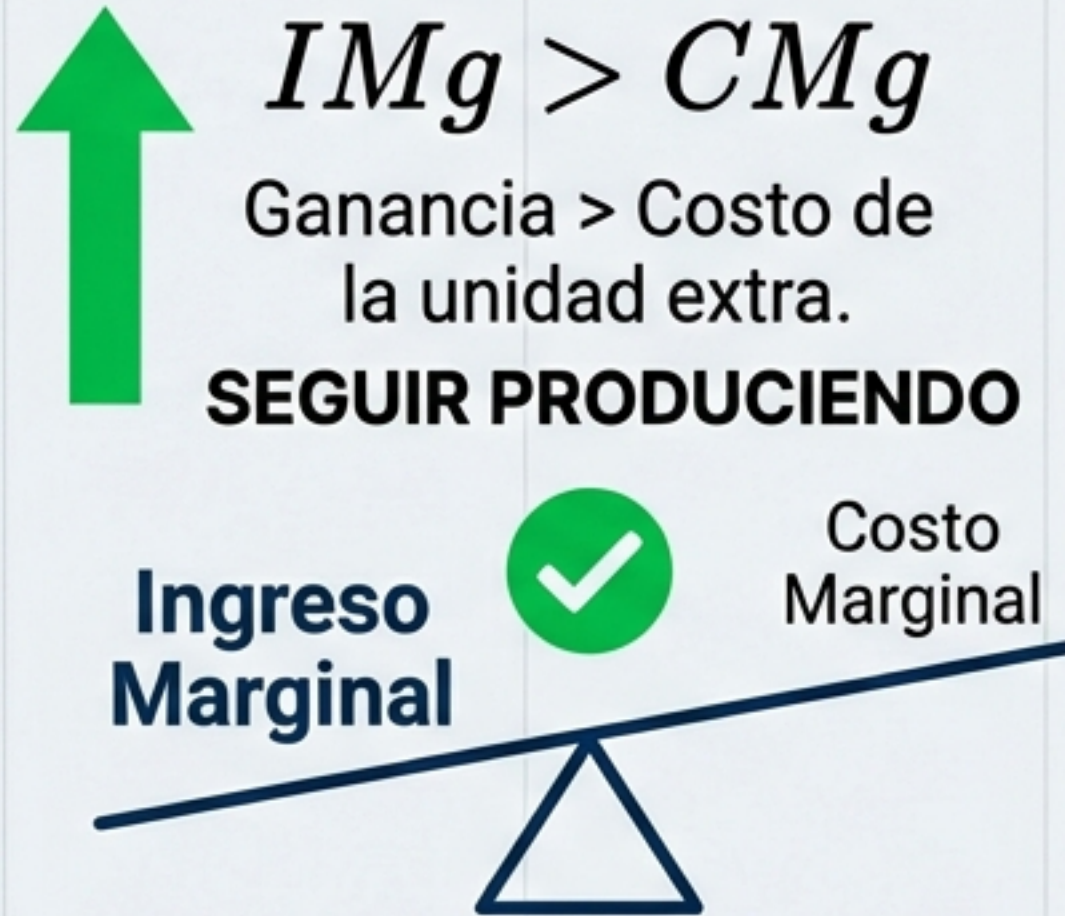 IMg > CMg
Ganancia > Costo de
la unidad extra.
SEGUIR PRODUCIENDO
Ingreso
Marginal
Costo
Marginal